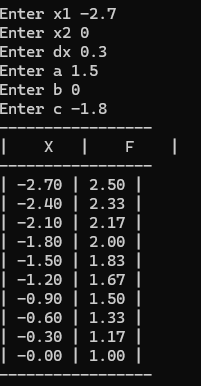 Enter x1 -2.7
Enter x2 0
Enter dx 0.3
Enter a 1.5
Enter b 0
Enter c -1.8
-----------------
|    X   |    F    |
-----------------
| -2.70 | 2.50 |
| -2.40 | 2.33 |
| -2.10 | 2.17 |
| -1.80 | 2.00 |
| -1.50 | 1.83 |
| -1.20 | 1.67 |
| -0.90 | 1.50 |
| -0.60 | 1.33 |
| -0.30 | 1.17 |
| -0.00 | 1.00 |
-----------------